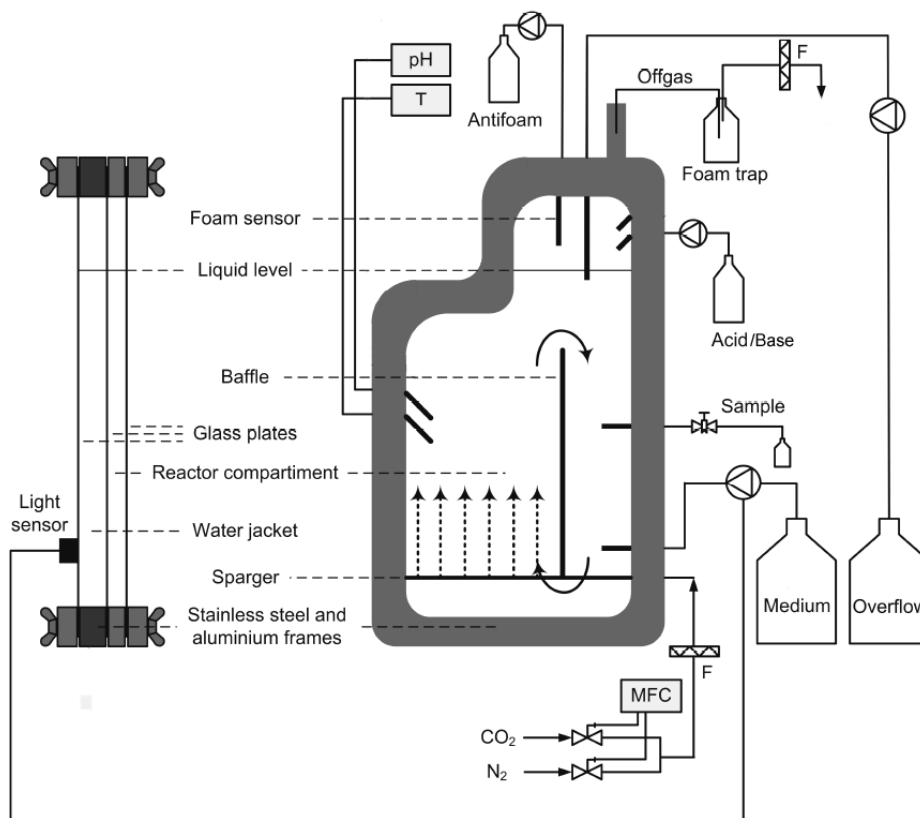 pH
T
Antifoam
Offgas
F
Foam trap
Foam sensor
Liquid level
Acid/Base
Baffle
Sample
Glass plates
Reactor compartiment
Light
sensor
Water jacket
Sparger
Medium
Overflow
Stainless steel and
aluminium frames
F
MFC
CO₂
N₂